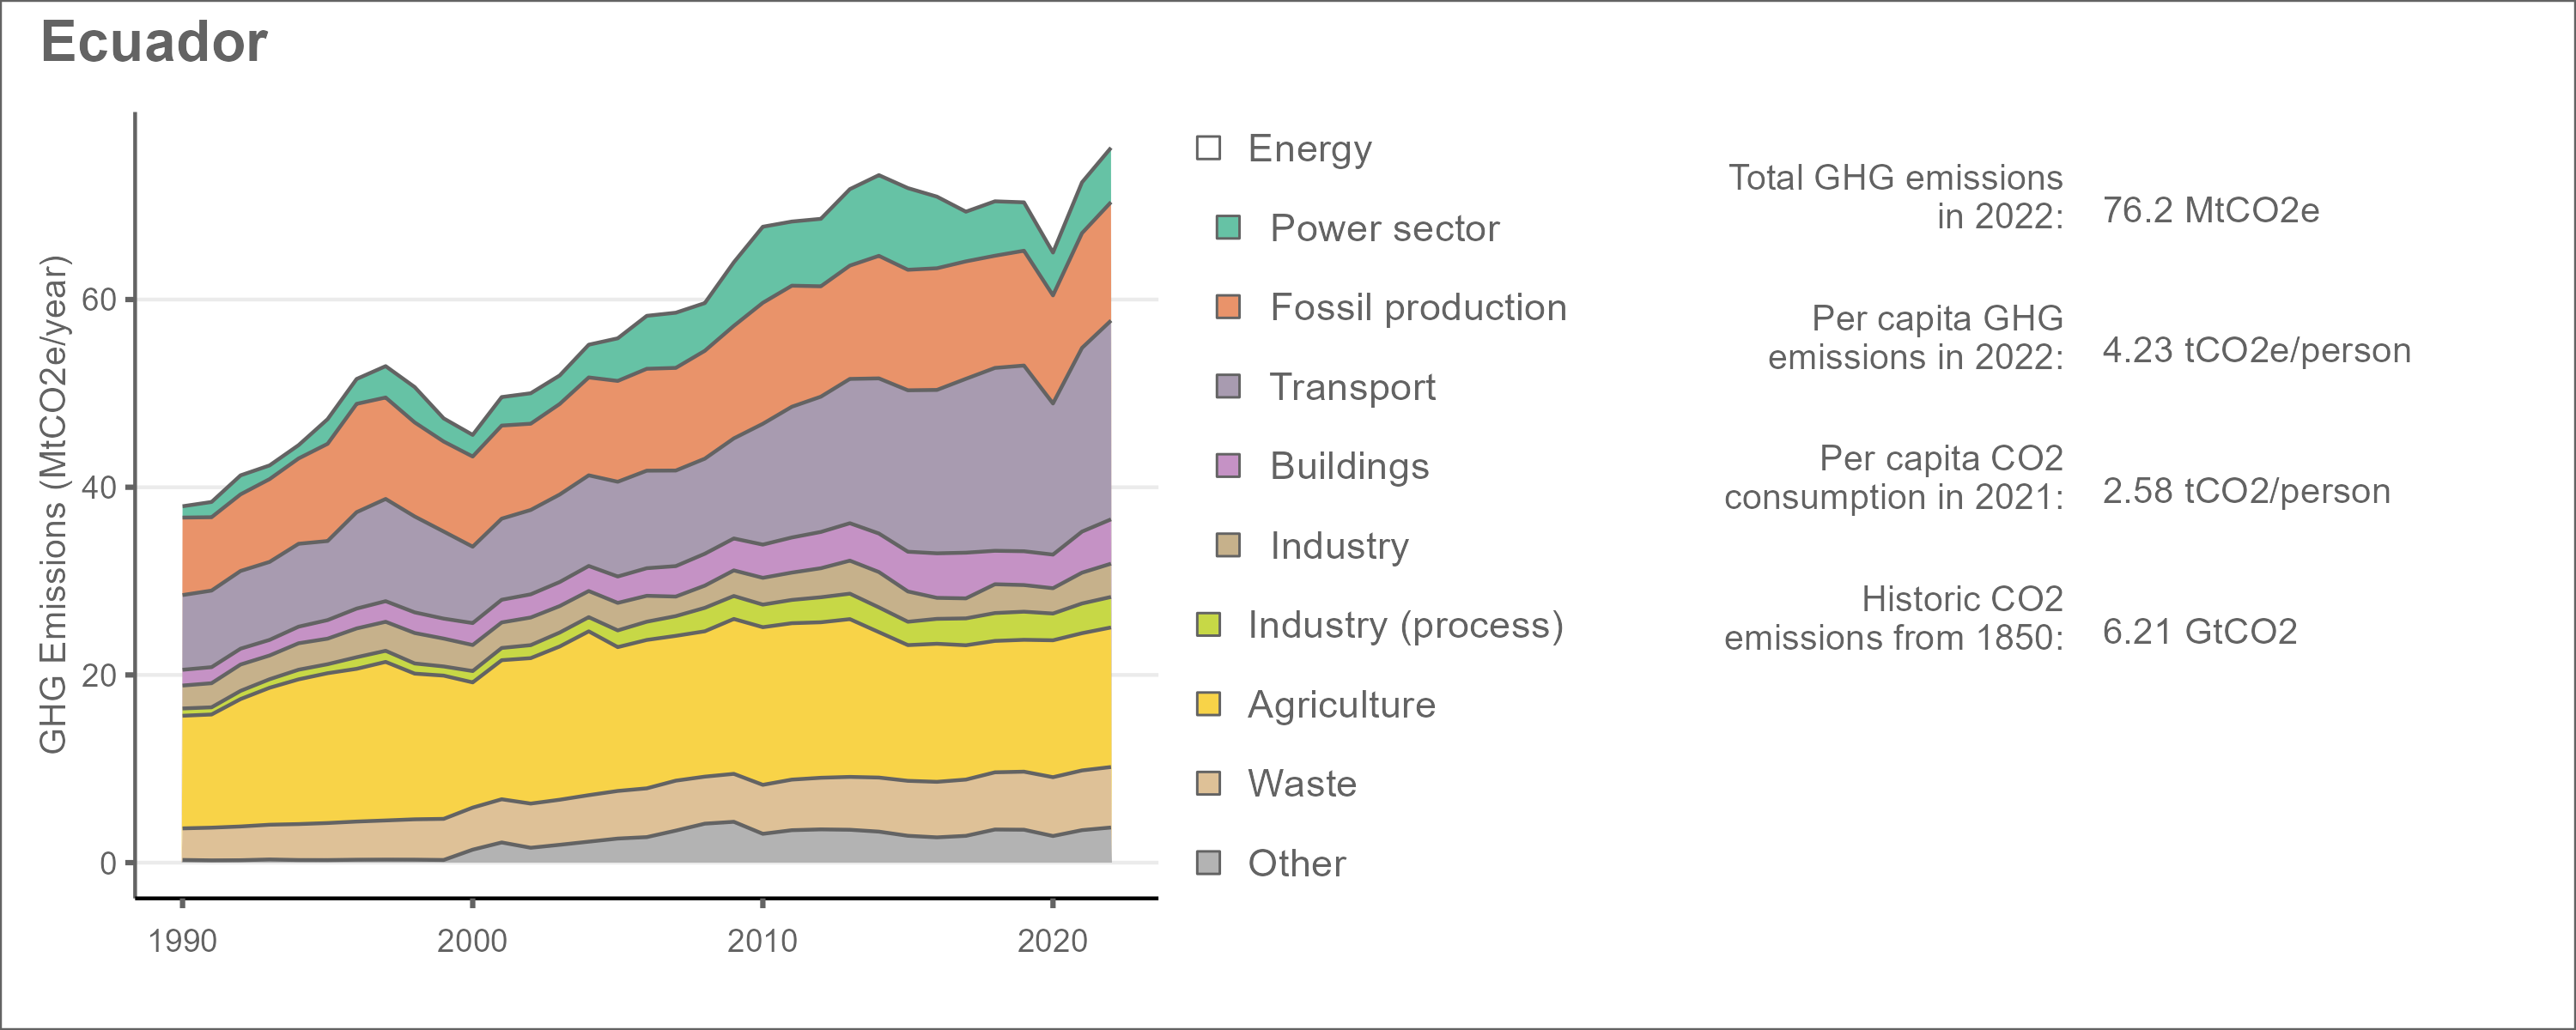 Ecuador
GHG Emissions (MtCO2e/year)
60
40
20
0
1990
2000
2010
2020
Energy
Power sector
Fossil production
Transport
Buildings
Industry
Industry (process)
Agriculture
Waste
Other
Total GHG emissions
in 2022:
76.2 MtCO2e
Per capita GHG
emissions in 2022:
4.23 tCO2e/person
Per capita CO2
consumption in 2021:
2.58 tCO2/person
Historic CO2
emissions from 1850:
6.21 GtCO2